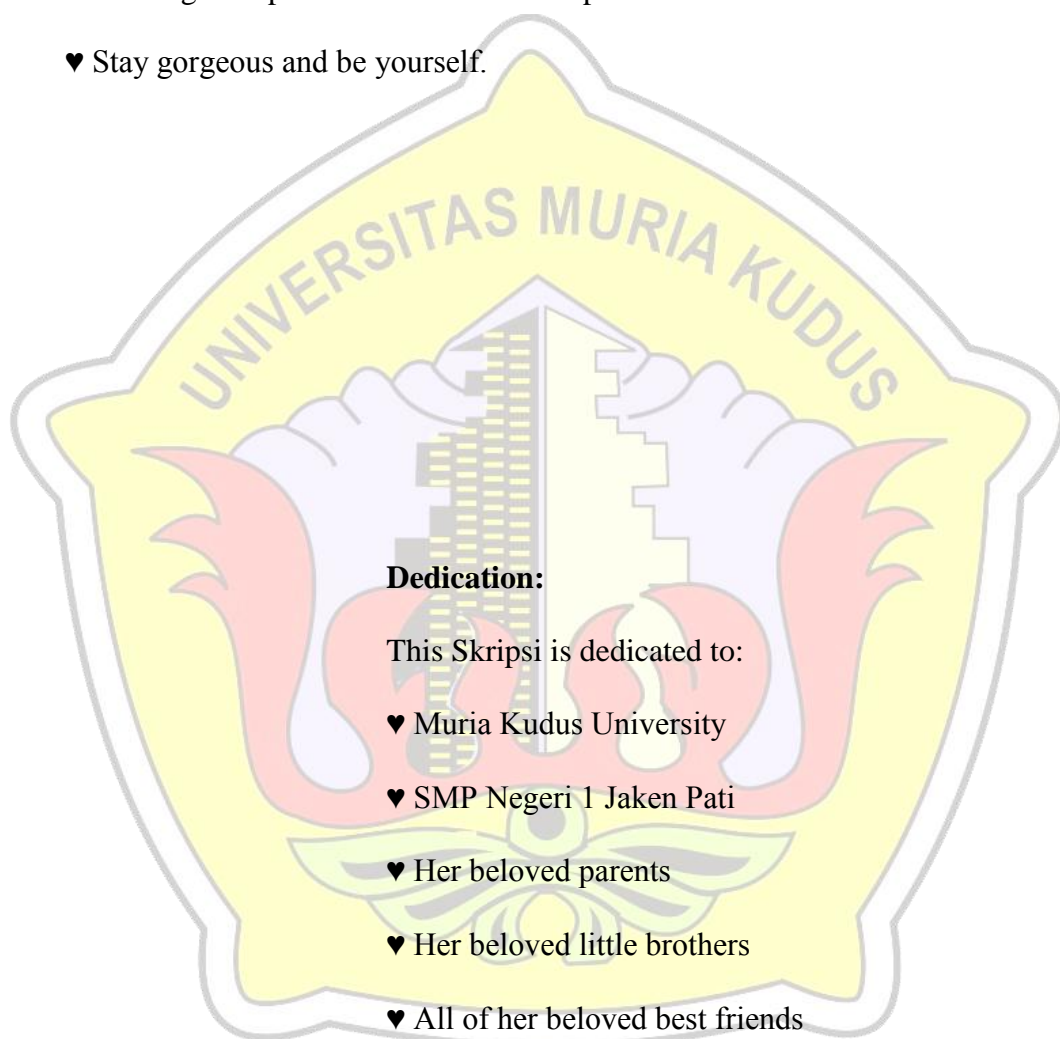 ♥ Stay gorgeous and be yourself.
UNIVERSITAS MURIA KUDUS
Dedication:
This Skripsi is dedicated to:
♥ Muria Kudus University
♥ SMP Negeri 1 Jaken Pati
♥ Her beloved parents
♥ Her beloved little brothers
♥ All of her beloved best friends